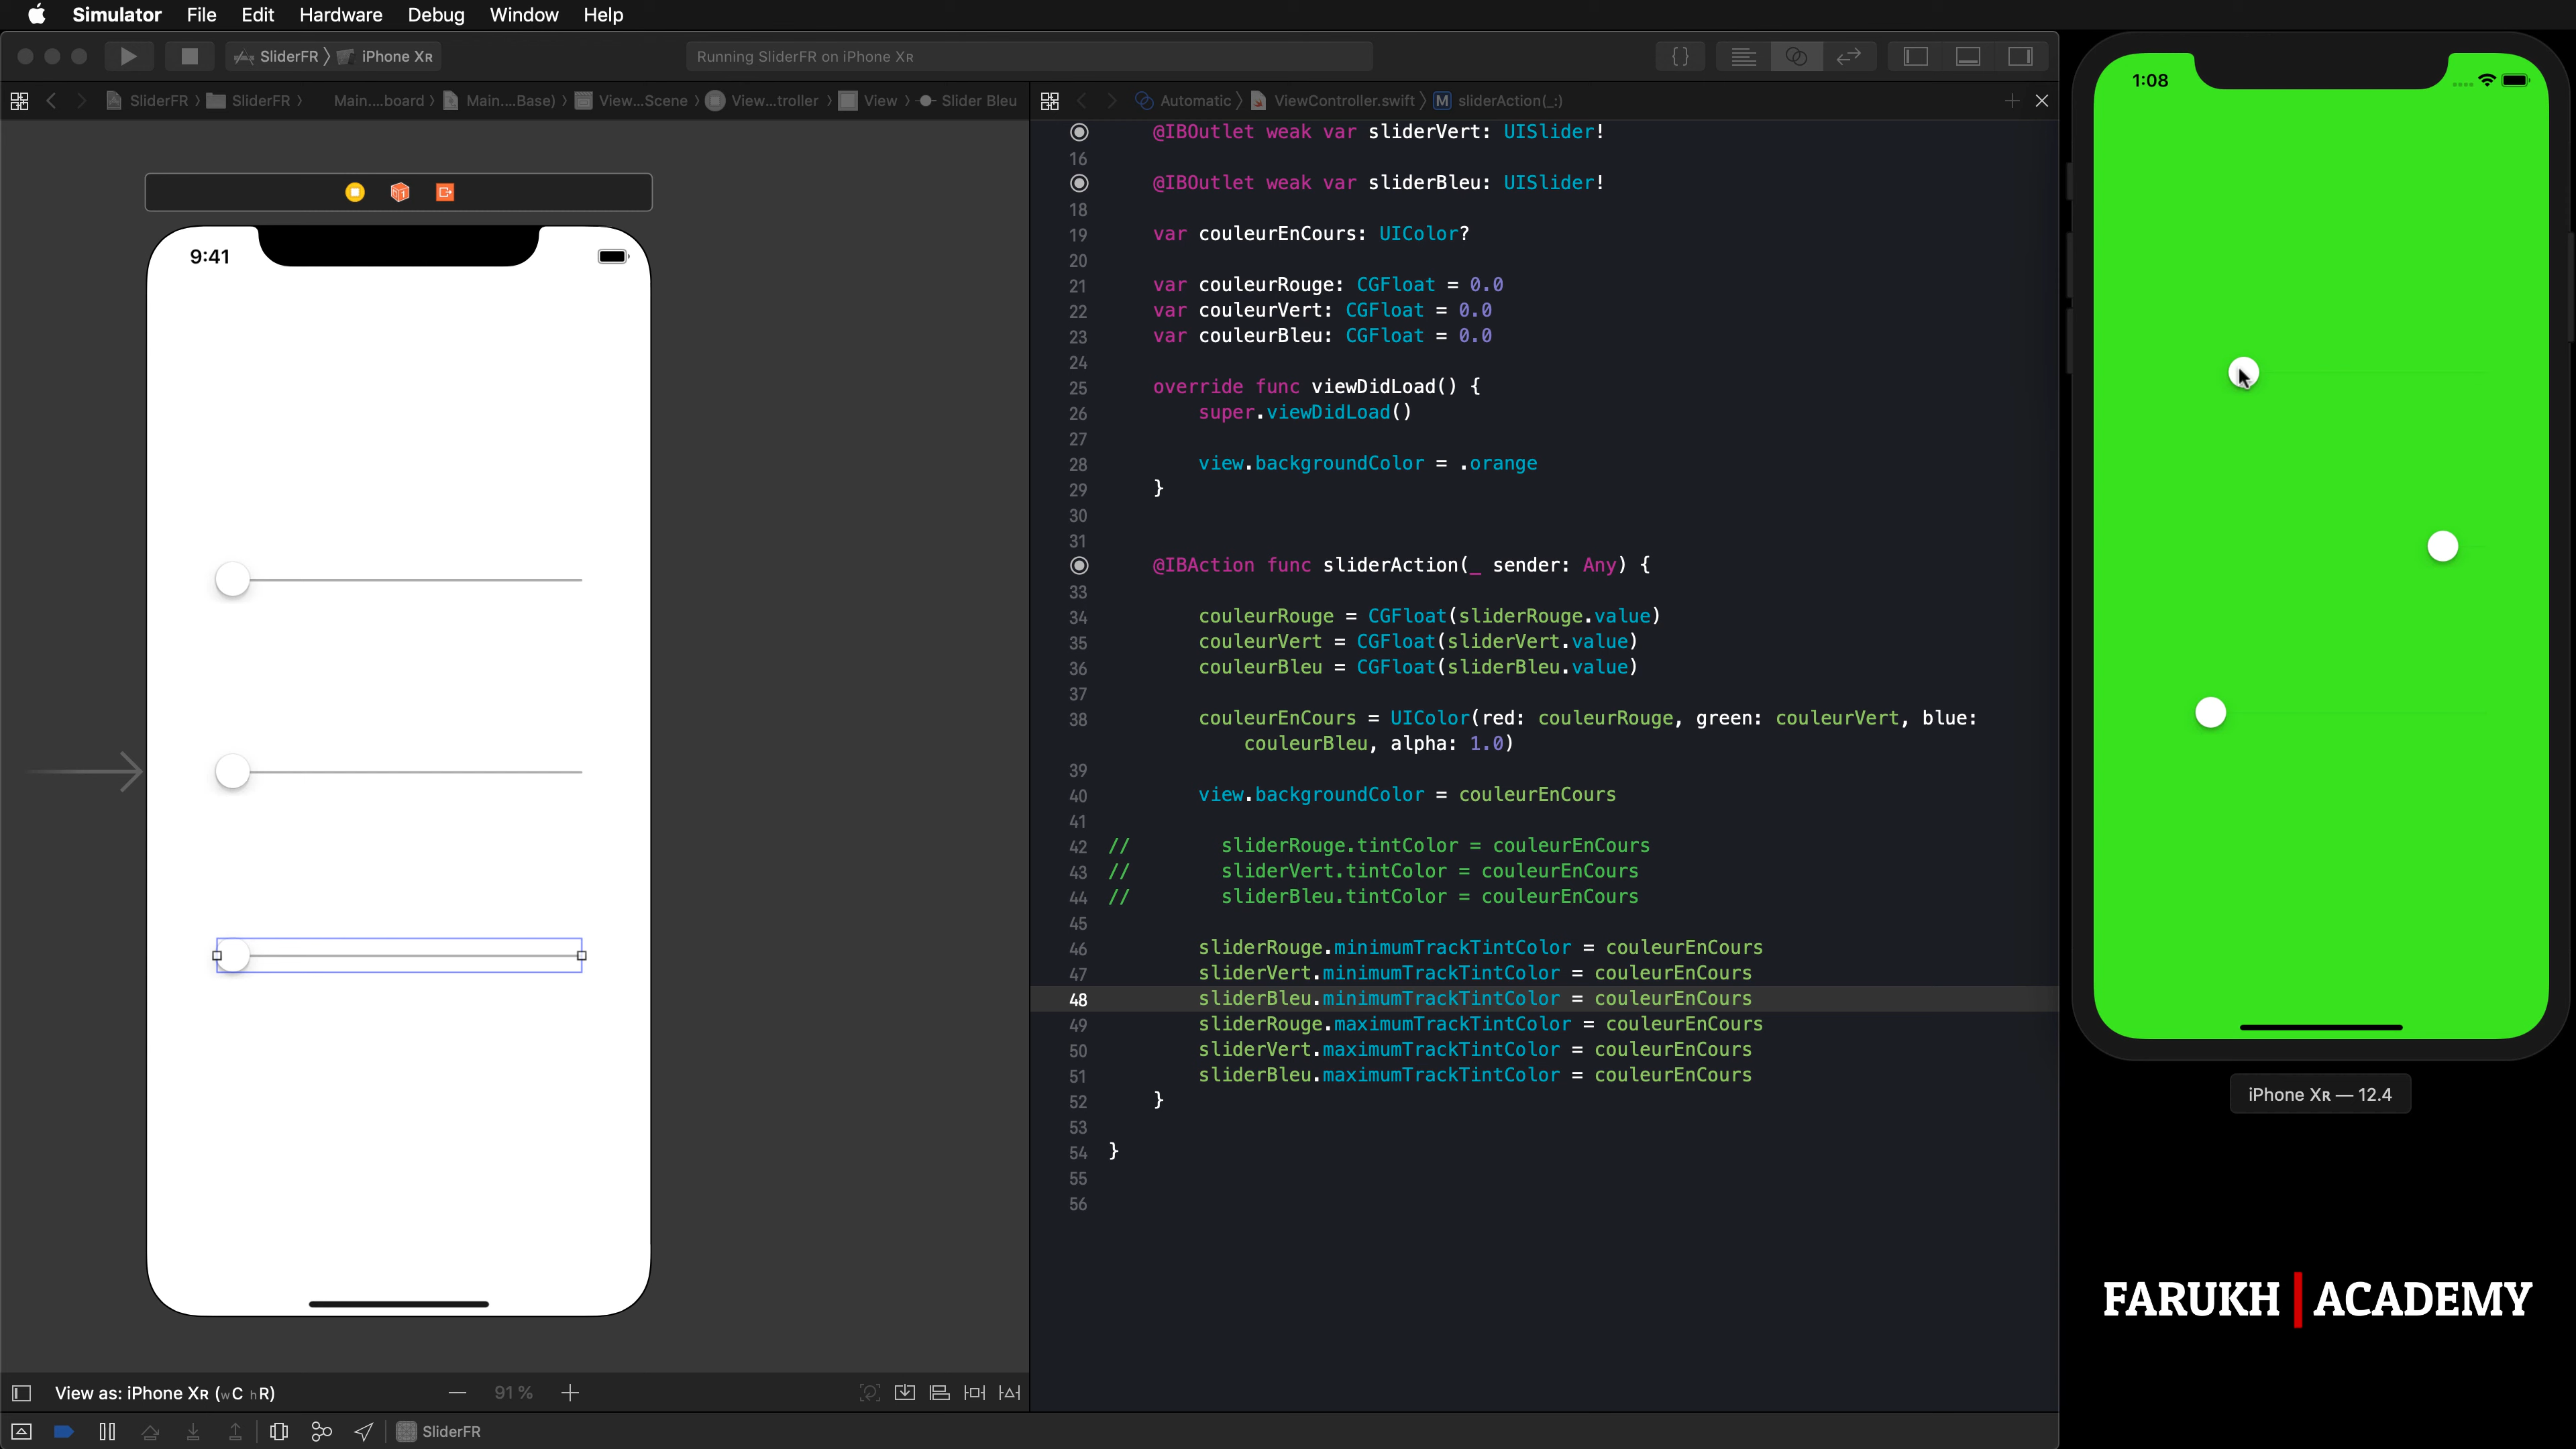 Simulator File Edit Hardware Debug Window Help
SliderFR 〉 iPhone XR
Running SliderFR on iPhone XR
SliderFR 〉 SliderFR 〉 Main....board 〉 Main....Base) 〉 View...Scene 〉 View...troller 〉 View 〉 Slider Bleu
Automatic 〉 ViewController.swift 〉 M sliderAction(_:)
9:41
@IBOutlet weak var sliderVert: UISlider!
16
@IBOutlet weak var sliderBleu: UISlider!
18
19 var couleurEnCours: UIColor?
20
21 var couleurRouge: CGFloat = 0.0
22 var couleurVert: CGFloat = 0.0
23 var couleurBleu: CGFloat = 0.0
24
25 override func viewDidLoad() {
26 super.viewDidLoad()
27
28 view.backgroundColor = .orange
29 }
30
31
@IBAction func sliderAction(_ sender: Any) {
33
34 couleurRouge = CGFloat(sliderRouge.value)
35 couleurVert = CGFloat(sliderVert.value)
36 couleurBleu = CGFloat(sliderBleu.value)
37
38 couleurEnCours = UIColor(red: couleurRouge, green: couleurVert, blue:
couleurBleu, alpha: 1.0)
39
40 view.backgroundColor = couleurEnCours
41
42 // sliderRouge.tintColor = couleurEnCours
43 // sliderVert.tintColor = couleurEnCours
44 // sliderBleu.tintColor = couleurEnCours
45
46 sliderRouge.minimumTrackTintColor = couleurEnCours
47 sliderVert.minimumTrackTintColor = couleurEnCours
48 sliderBleu.minimumTrackTintColor = couleurEnCours
49 sliderRouge.maximumTrackTintColor = couleurEnCours
50 sliderVert.maximumTrackTintColor = couleurEnCours
51 sliderBleu.maximumTrackTintColor = couleurEnCours
52 }
53
54 }
55
56
View as: iPhone XR (wC hR)
91 %
SliderFR
1:08
iPhone XR — 12.4
FARUKH | ACADEMY